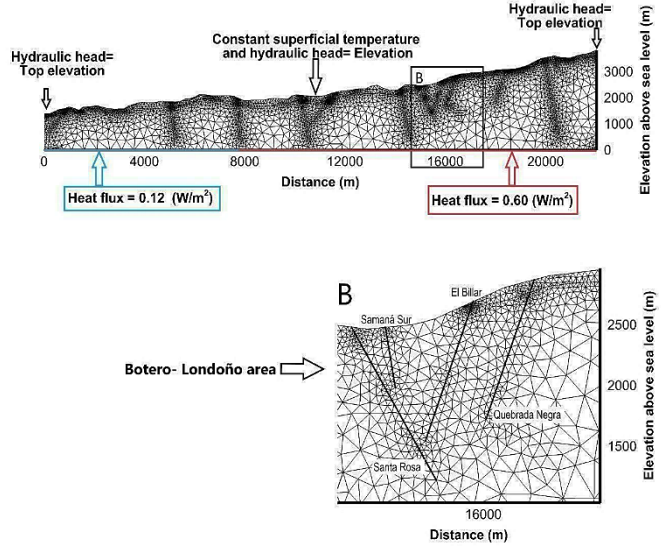 Hydraulic head=
Top elevation
Constant superficial temperature
and hydraulic head= Elevation
Hydraulic head=
Top elevation
B
3000
2000
1000
0
Elevation above sea level (m)
0 4000 8000 12000 16000 20000
Distance (m)
Heat flux = 0.12 (W/m²)
Heat flux = 0.60 (W/m²)
B
El Billar
Samaná Sur
Botero- Londoño area
Quebrada Negra
Santa Rosa
2500
2000
1500
Elevation above sea level (m)
16000
Distance (m)